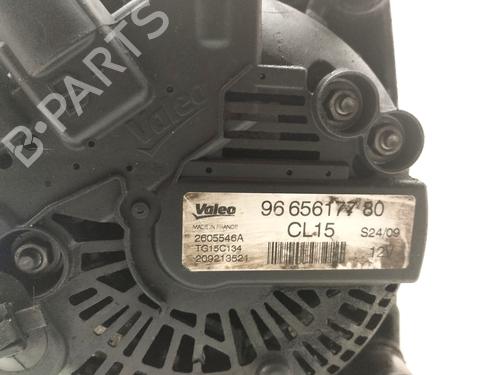 B-PARTS
Valeo
Valeo
96 656177 80
MADE IN FRANCE
CL15
S24/09
2605546A
TG15C134
12V
209213521